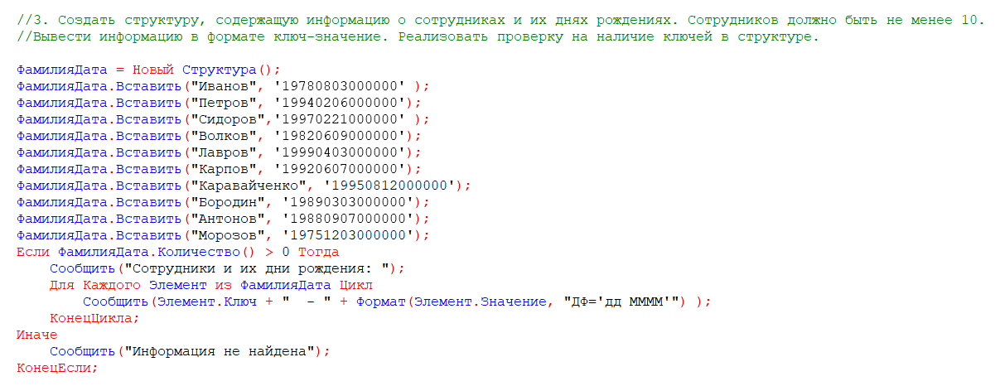 //3. Создать структуру, содержащую информацию о сотрудниках и их днях рождениях. Сотрудников должно быть не менее 10.
//Вывести информацию в формате ключ-значение. Реализовать проверку на наличие ключей в структуре.
ФамилияДата = Новый Структура();
ФамилияДата.Вставить("Иванов", '19780803000000' );
ФамилияДата.Вставить("Петров", '19940206000000');
ФамилияДата.Вставить("Сидоров",'19970221000000' );
ФамилияДата.Вставить("Волков", '19820609000000');
ФамилияДата.Вставить("Лавров", '19990403000000');
ФамилияДата.Вставить("Карпов", '19920607000000');
ФамилияДата.Вставить("Каравайченко", '19950812000000');
ФамилияДата.Вставить("Бородин", '19890303000000');
ФамилияДата.Вставить("Антонов", '19880907000000');
ФамилияДата.Вставить("Морозов", '19751203000000');
Если ФамилияДата.Количество() > 0 Тогда
    Сообщить("Сотрудники и их дни рождения: ");
    Для Каждого Элемент из ФамилияДата Цикл
        Сообщить(Элемент.Ключ + "  - " + Формат(Элемент.Значение, "ДФ='дд ММММ'") );
    КонецЦикла;
Иначе
    Сообщить("Информация не найдена");
КонецЕсли;